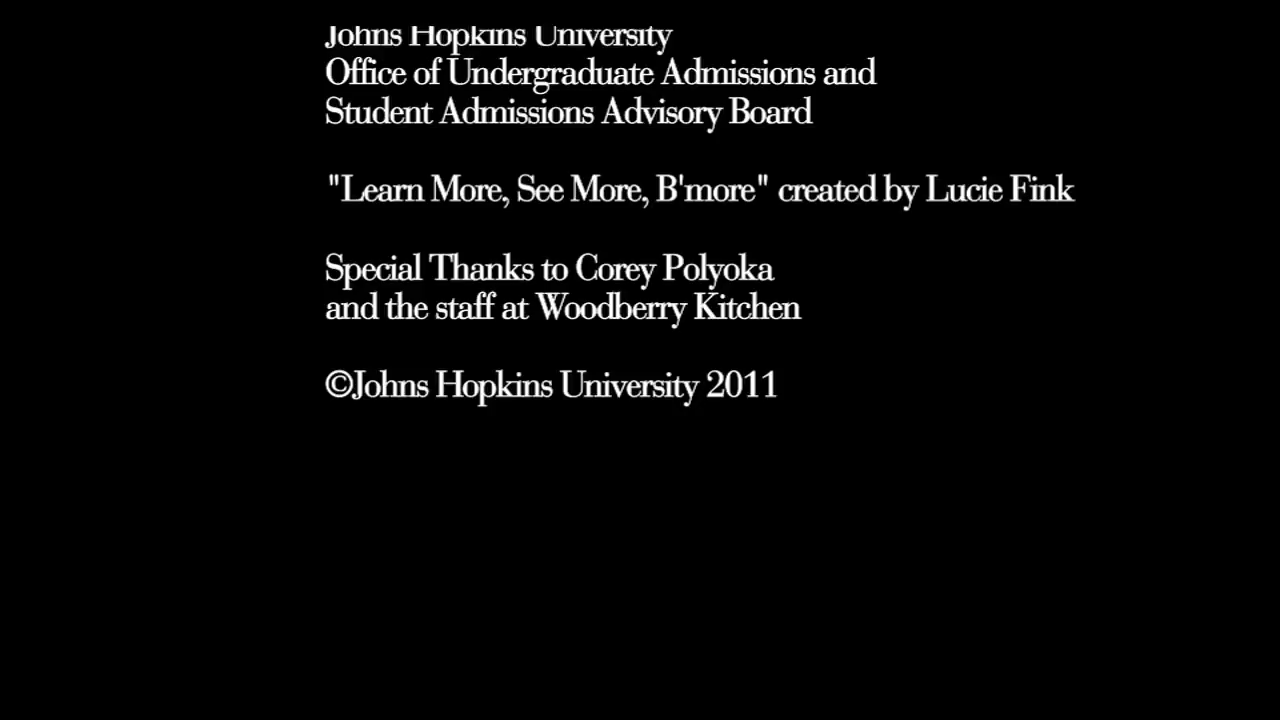 Johns Hopkins University
Office of Undergraduate Admissions and
Student Admissions Advisory Board
"Learn More, See More, B'more" created by Lucie Fink
Special Thanks to Corey Polyoka
and the staff at Woodberry Kitchen
©Johns Hopkins University 2011